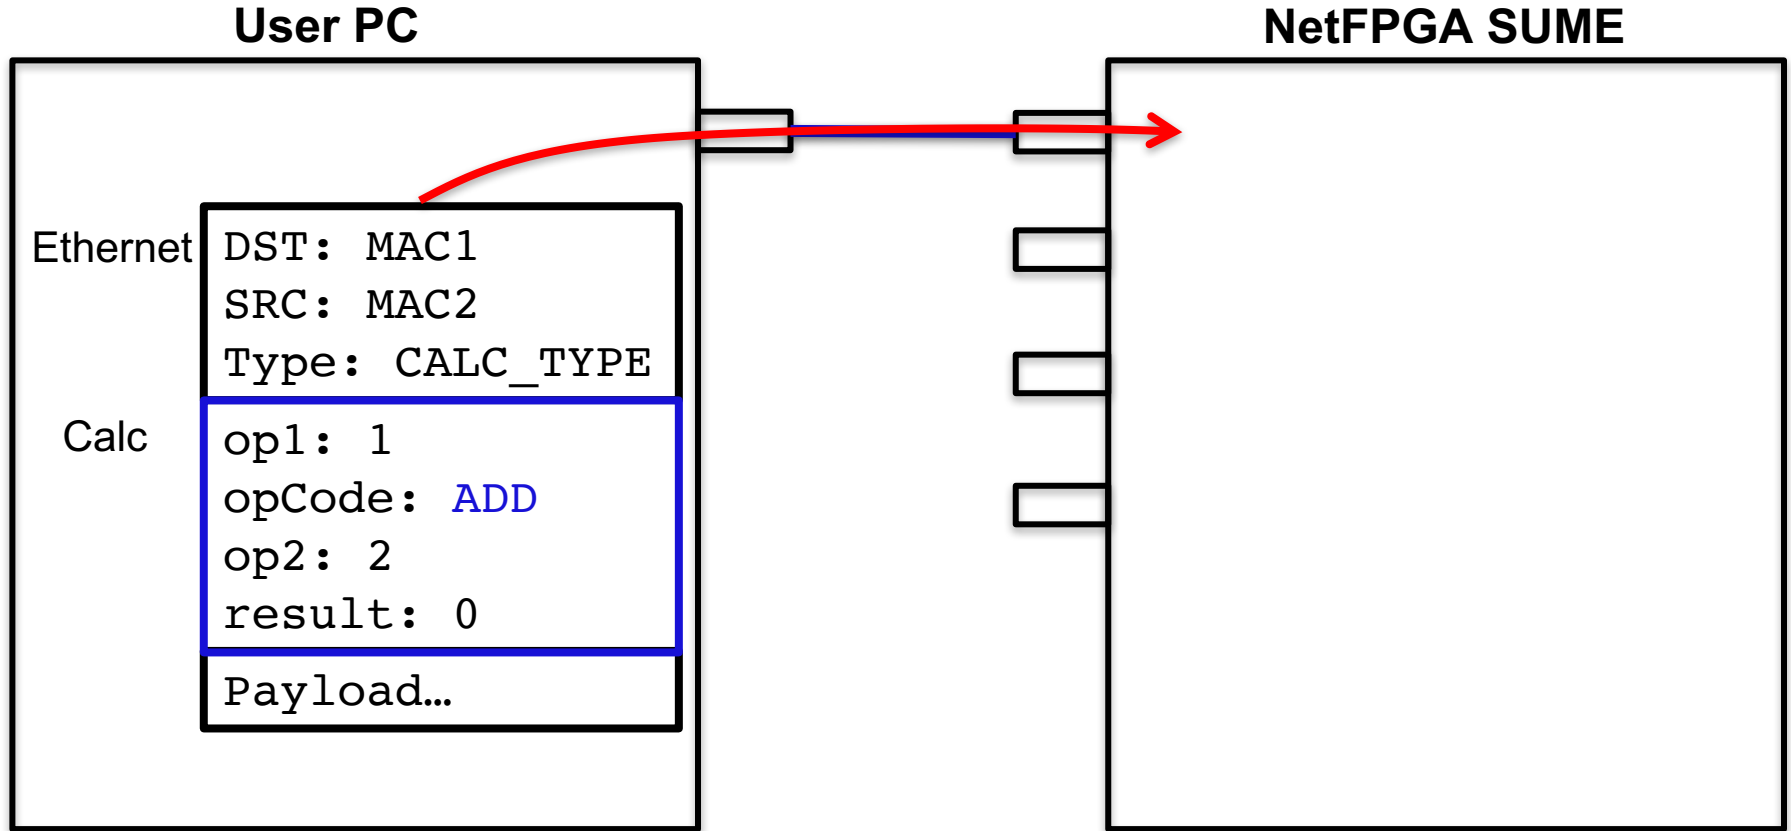 User PC
NetFPGA SUME
Ethernet
DST: MAC1
SRC: MAC2
Type: CALC_TYPE
Calc
op1: 1
opCode: ADD
op2: 2
result: 0
Payload…